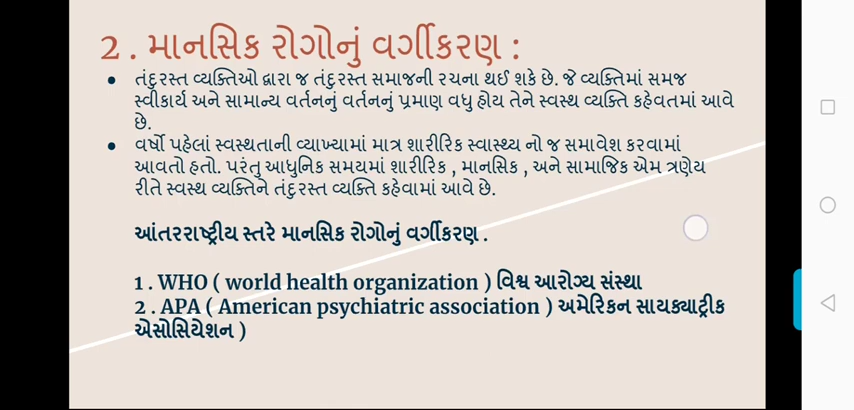 2 . માનસિક રોગોનું વર્ગીકરણ :
● તંદુરસ્ત વ્યક્તિઓ દ્વારા જ તંદુરસ્ત સમાજની રચના થઈ શકે છે. જે વ્યક્તિમાં સમજ
સ્વીકાર્ય અને સામાન્ય વર્તનનું વર્તનનું પ્રમાણ વધુ હોય તેને સ્વસ્થ વ્યક્તિ કહેવતમાં આવે
છે.
● વર્ષો પહેલાં સ્વસ્થતાની વ્યાખ્યામાં માત્ર શારીરિક સ્વાસ્થ્ય નો જ સમાવેશ કરવામાં
આવતો હતો. પરંતુ આધુનિક સમયમાં શારીરિક , માનસિક , અને સામાજિક એમ ત્રણેય
રીતે સ્વસ્થ વ્યક્તિને તંદુરસ્ત વ્યક્તિ કહેવામાં આવે છે.
આંતરરાષ્ટ્રીય સ્તરે માનસિક રોગોનું વર્ગીકરણ .
1 . WHO ( world health organization ) વિશ્વ આરોગ્ય સંસ્થા
2 . APA ( American psychiatric association ) અમેરિકન સાયક્યાટ્રીક
એસોસિયેશન )